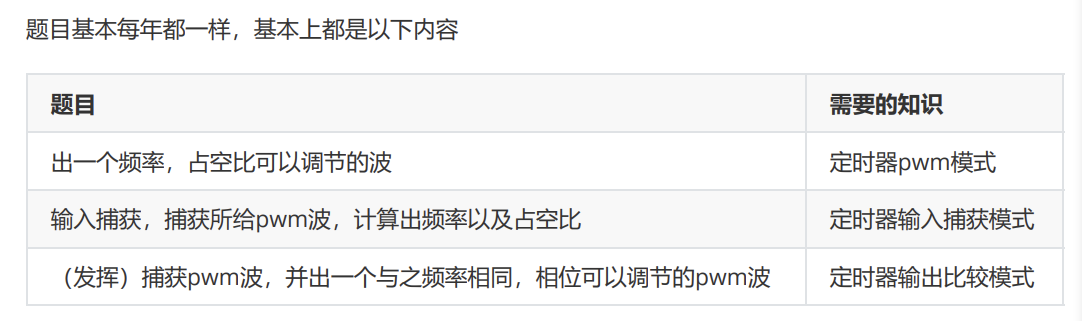 题目基本每年都一样，基本上都是以下内容
题目 需要的知识
出一个频率，占空比可以调节的波 定时器pwm模式
输入捕获，捕获所给pwm波，计算出频率以及占空比 定时器输入捕获模式
（发挥）捕获pwm波，并出一个与之频率相同，相位可以调节的pwm波 定时器输出比较模式